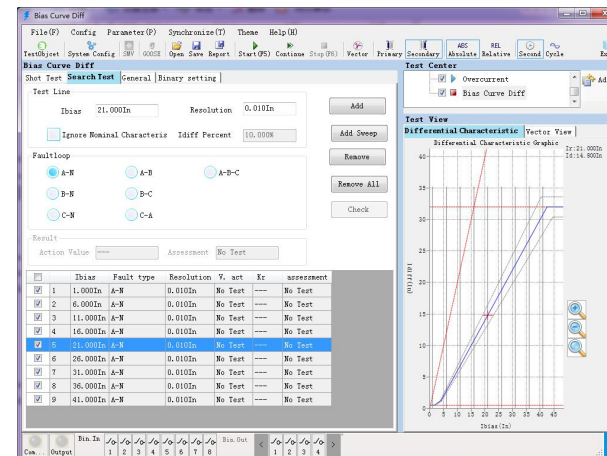 Bias Curve Diff
File(F) Config Parameter(P) Synchronize(T) Theme Help(H)
TestObject System Config SMV GOOSE Open Save Report Start(F5) Continue Stop(F6) Vector Primary Secondary Absolute Relative Second Cycle Ex
ABS REL
Bias Curve Diff
Shot Test Search Test General Binary setting
Test Line
Ibias 21.000In Resolution 0.010In
Ignore Nominal Characteris Idiff Percent 10.000%
Add
Add Sweep
Remove
Remove All
Check
Faultloop
A-N A-B A-B-C
B-N B-C
C-N C-A
Result
Action Value --- Assessment No Test
Ibias Fault type Resolution V. act Kr assessment
1 1.000In A-N 0.010In No Test --- No Test
2 6.000In A-N 0.010In No Test --- No Test
3 11.000In A-N 0.010In No Test --- No Test
4 16.000In A-N 0.010In No Test --- No Test
5 21.000In A-N 0.010In No Test --- No Test
6 26.000In A-N 0.010In No Test --- No Test
7 31.000In A-N 0.010In No Test --- No Test
8 36.000In A-N 0.010In No Test --- No Test
9 41.000In A-N 0.010In No Test --- No Test
Test Center
Overcurrent
Bias Curve Diff
Ad
Test View
Differential Characteristic Vector View
Differential Characteristic Graphic
Ir:21.000In
Id:14.800In
40
35
30
25
20
15
10
5
0
Idiff(In)
0 5 10 15 20 25 30 35 40 45
Ibias(In)
Com... Output
Bin. In
1 2 3 4 5 6 7 8
Bin. Out
< 1 2 3 4 >